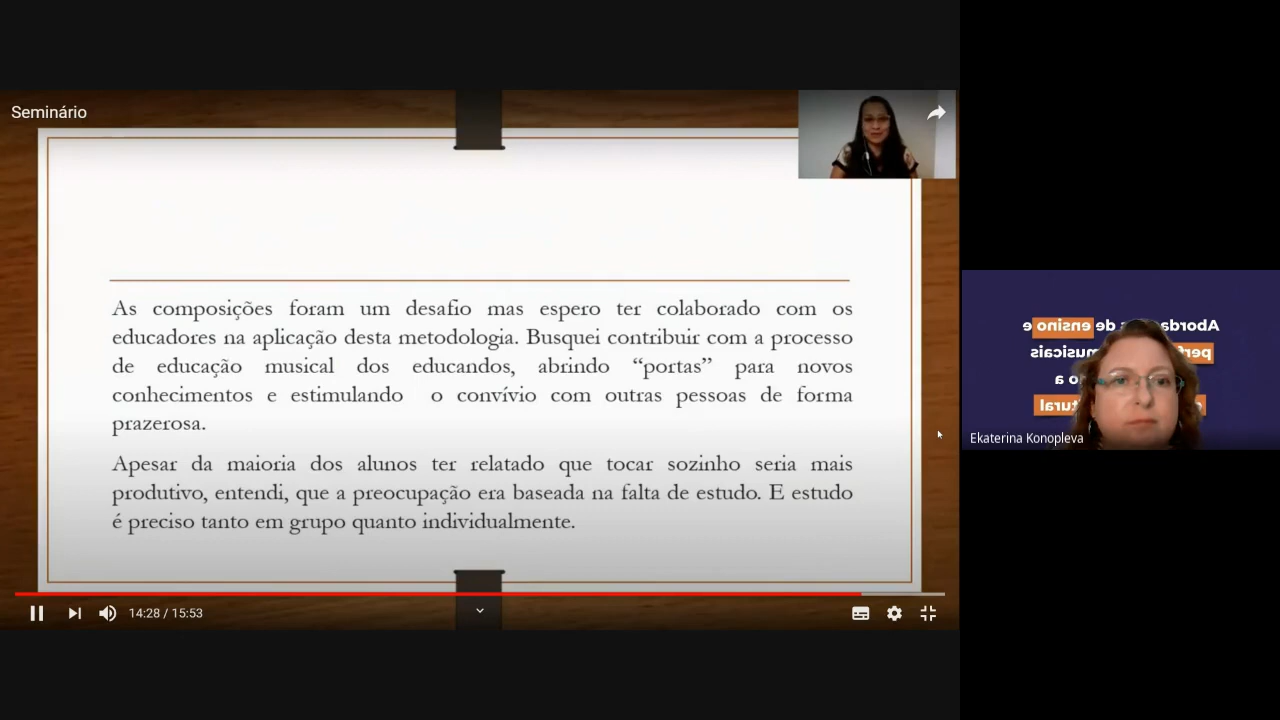 Seminário
As composições foram um desafio mas espero ter colaborado com os
educadores na aplicação desta metodologia. Busquei contribuir com a processo
de educação musical dos educandos, abrindo “portas” para novos
conhecimentos e estimulando o convívio com outras pessoas de forma
prazerosa.
Apesar da maioria dos alunos ter relatado que tocar sozinho seria mais
produtivo, entendi, que a preocupação era baseada na falta de estudo. E estudo
é preciso tanto em grupo quanto individualmente.
14:28 / 15:53
de ensino e
musicais
Ekaterina Konopleva